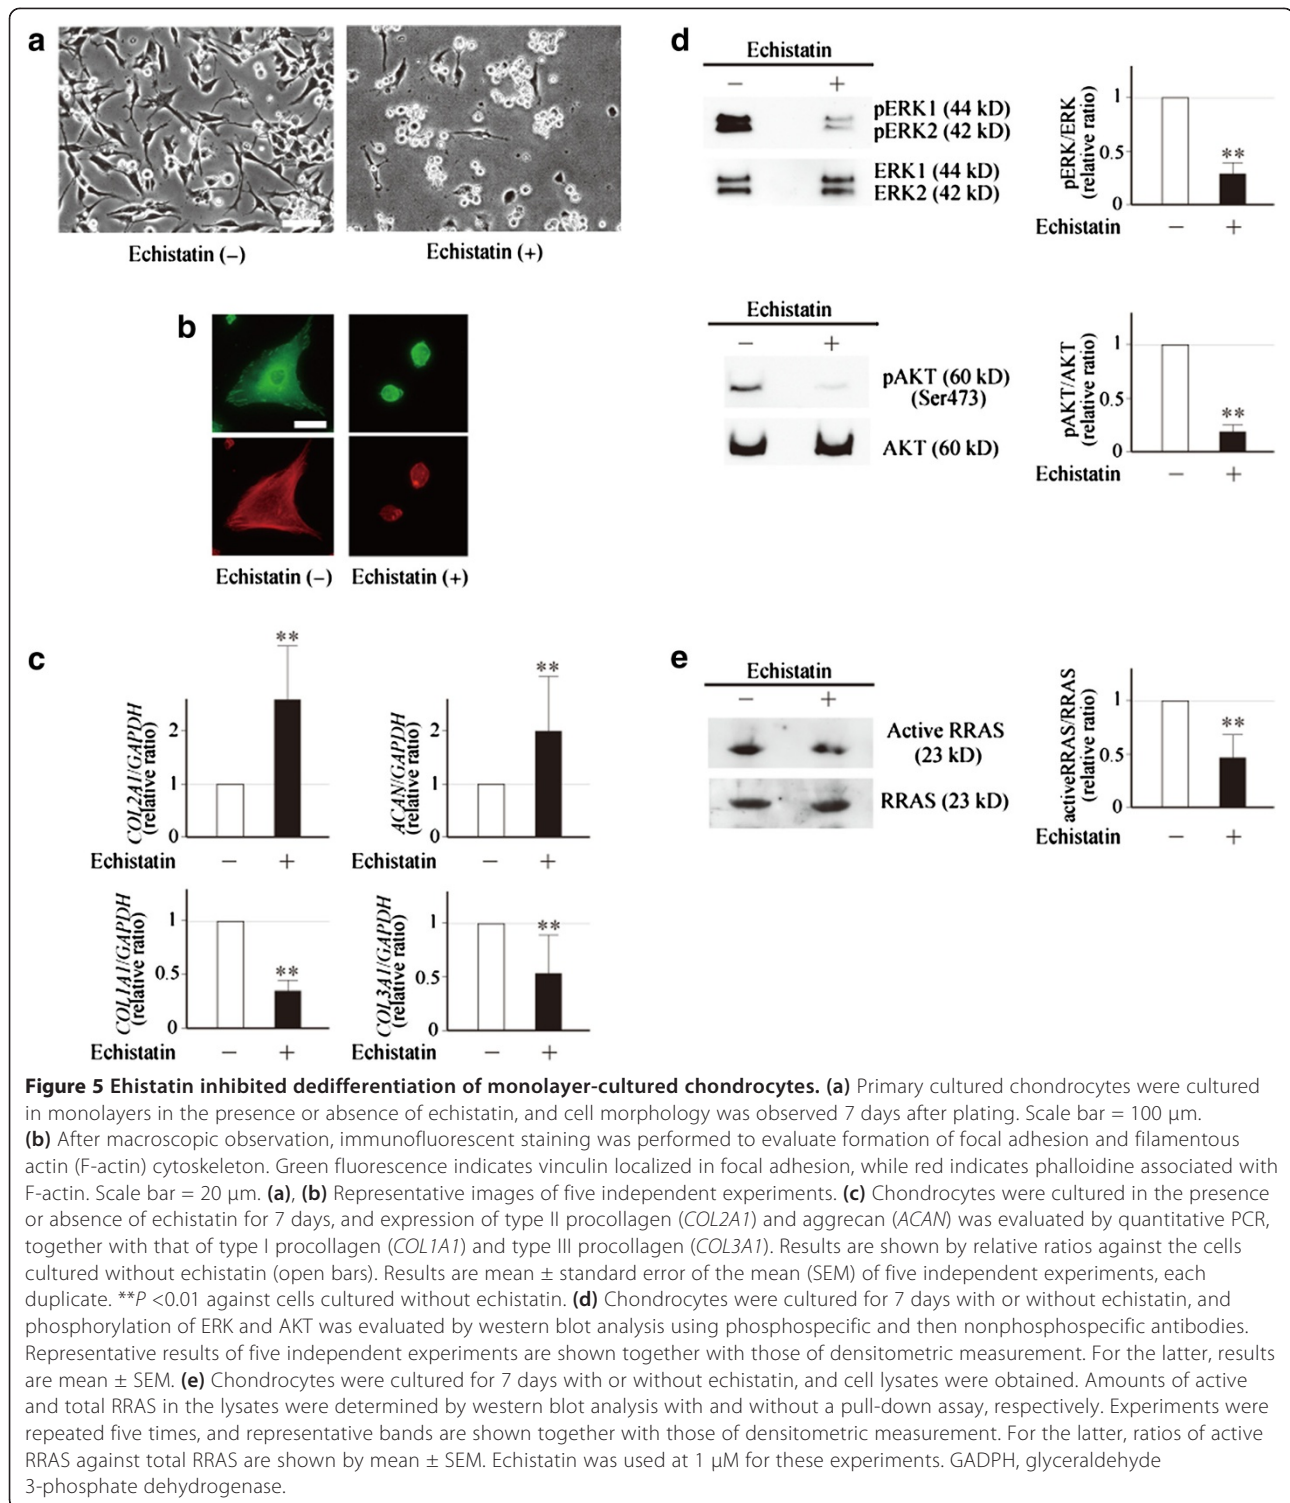 a
Echistatin (–)
Echistatin (+)
b
Echistatin (–)
Echistatin (+)
c
COL2A1/GAPDH
(relative ratio)
2
1
0
**
Echistatin – +
ACAN/GAPDH
(relative ratio)
2
1
0
**
Echistatin – +
COL1A1/GAPDH
(relative ratio)
1
0.5
0
**
Echistatin – +
COL3A1/GAPDH
(relative ratio)
1
0.5
0
**
Echistatin – +
d
Echistatin
– +
pERK1 (44 kD)
pERK2 (42 kD)
ERK1 (44 kD)
ERK2 (42 kD)
pERK/ERK
(relative ratio)
1
0.5
0
**
Echistatin – +
Echistatin
– +
pAKT (60 kD)
(Ser473)
AKT (60 kD)
pAKT/AKT
(relative ratio)
1
0.5
0
**
Echistatin – +
e
Echistatin
– +
Active RRAS
(23 kD)
RRAS (23 kD)
activeRRAS/RRAS
(relative ratio)
1
0.5
0
**
Echistatin – +
Figure 5 Ehistatin inhibited dedifferentiation of monolayer-cultured chondrocytes. (a) Primary cultured chondrocytes were cultured
in monolayers in the presence or absence of echistatin, and cell morphology was observed 7 days after plating. Scale bar = 100 μm.
(b) After macroscopic observation, immunofluorescent staining was performed to evaluate formation of focal adhesion and filamentous
actin (F-actin) cytoskeleton. Green fluorescence indicates vinculin localized in focal adhesion, while red indicates phalloidine associated with
F-actin. Scale bar = 20 μm. (a), (b) Representative images of five independent experiments. (c) Chondrocytes were cultured in the presence
or absence of echistatin for 7 days, and expression of type II procollagen (COL2A1) and aggrecan (ACAN) was evaluated by quantitative PCR,
together with that of type I procollagen (COL1A1) and type III procollagen (COL3A1). Results are shown by relative ratios against the cells
cultured without echistatin (open bars). Results are mean ± standard error of the mean (SEM) of five independent experiments, each
duplicate. **P <0.01 against cells cultured without echistatin. (d) Chondrocytes were cultured for 7 days with or without echistatin, and
phosphorylation of ERK and AKT was evaluated by western blot analysis using phosphospecific and then nonphosphospecific antibodies.
Representative results of five independent experiments are shown together with those of densitometric measurement. For the latter, results
are mean ± SEM. (e) Chondrocytes were cultured for 7 days with or without echistatin, and cell lysates were obtained. Amounts of active
and total RRAS in the lysates were determined by western blot analysis with and without a pull-down assay, respectively. Experiments were
repeated five times, and representative bands are shown together with those of densitometric measurement. For the latter, ratios of active
RRAS against total RRAS are shown by mean ± SEM. Echistatin was used at 1 μM for these experiments. GADPH, glyceraldehyde
3-phosphate dehydrogenase.